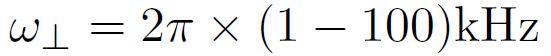 ω⊥ = 2π × (1 − 100)kHz